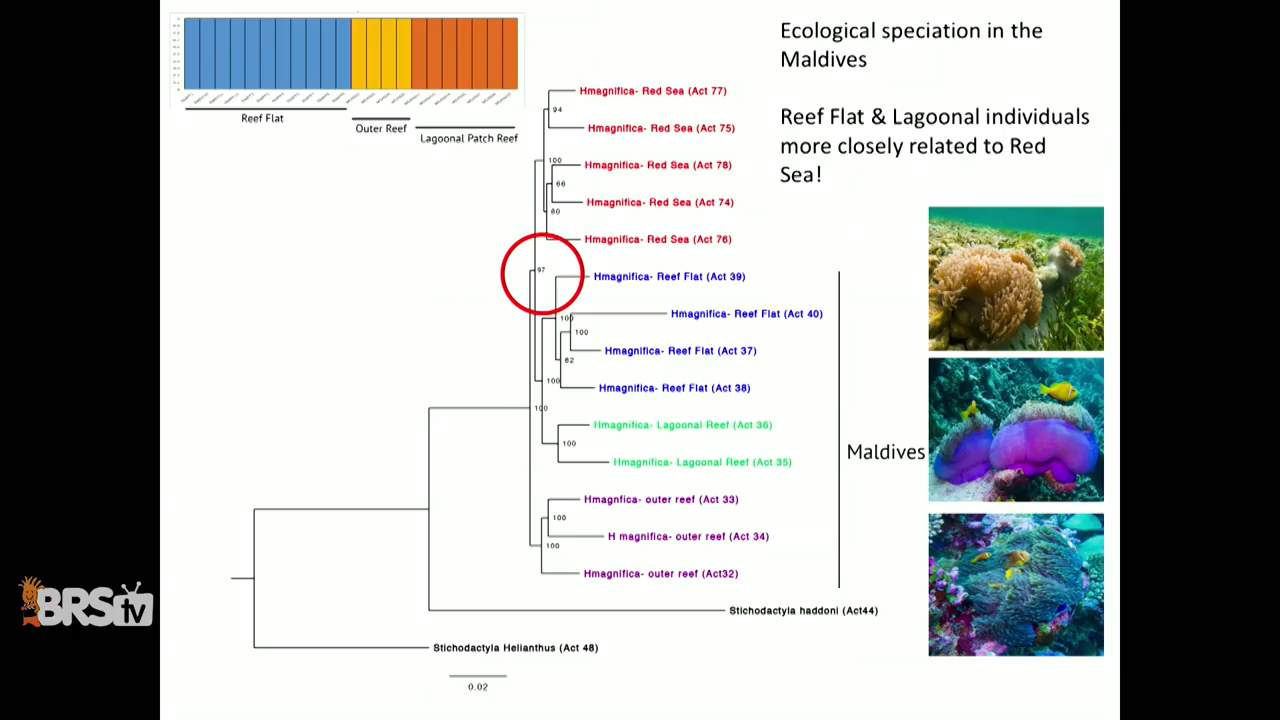 Ecological speciation in the
Maldives
Reef Flat & Lagoonal individuals
more closely related to Red
Sea!
Reef Flat
Outer Reef
Lagoonal Patch Reef
Hmagnifica- Red Sea (Act 77)
94
Hmagnifica- Red Sea (Act 75)
100
Hmagnifica- Red Sea (Act 78)
66
Hmagnifica- Red Sea (Act 74)
80
Hmagnifica- Red Sea (Act 76)
97
Hmagnifica- Reef Flat (Act 39)
Hmagnifica- Reef Flat (Act 40)
100
100
Hmagnifica- Reef Flat (Act 37)
62
100
Hmagnifica- Reef Flat (Act 38)
100
Hmagnifica- Lagoonal Reef (Act 36)
100
Hmagnifica- Lagoonal Reef (Act 35)
Maldives
Hmagnfica- outer reef (Act 33)
100
H magnifica- outer reef (Act 34)
100
Hmagnifica- outer reef (Act32)
Stichodactyla haddoni (Act44)
Stichodactyla Helianthus (Act 48)
0.02
BRStv